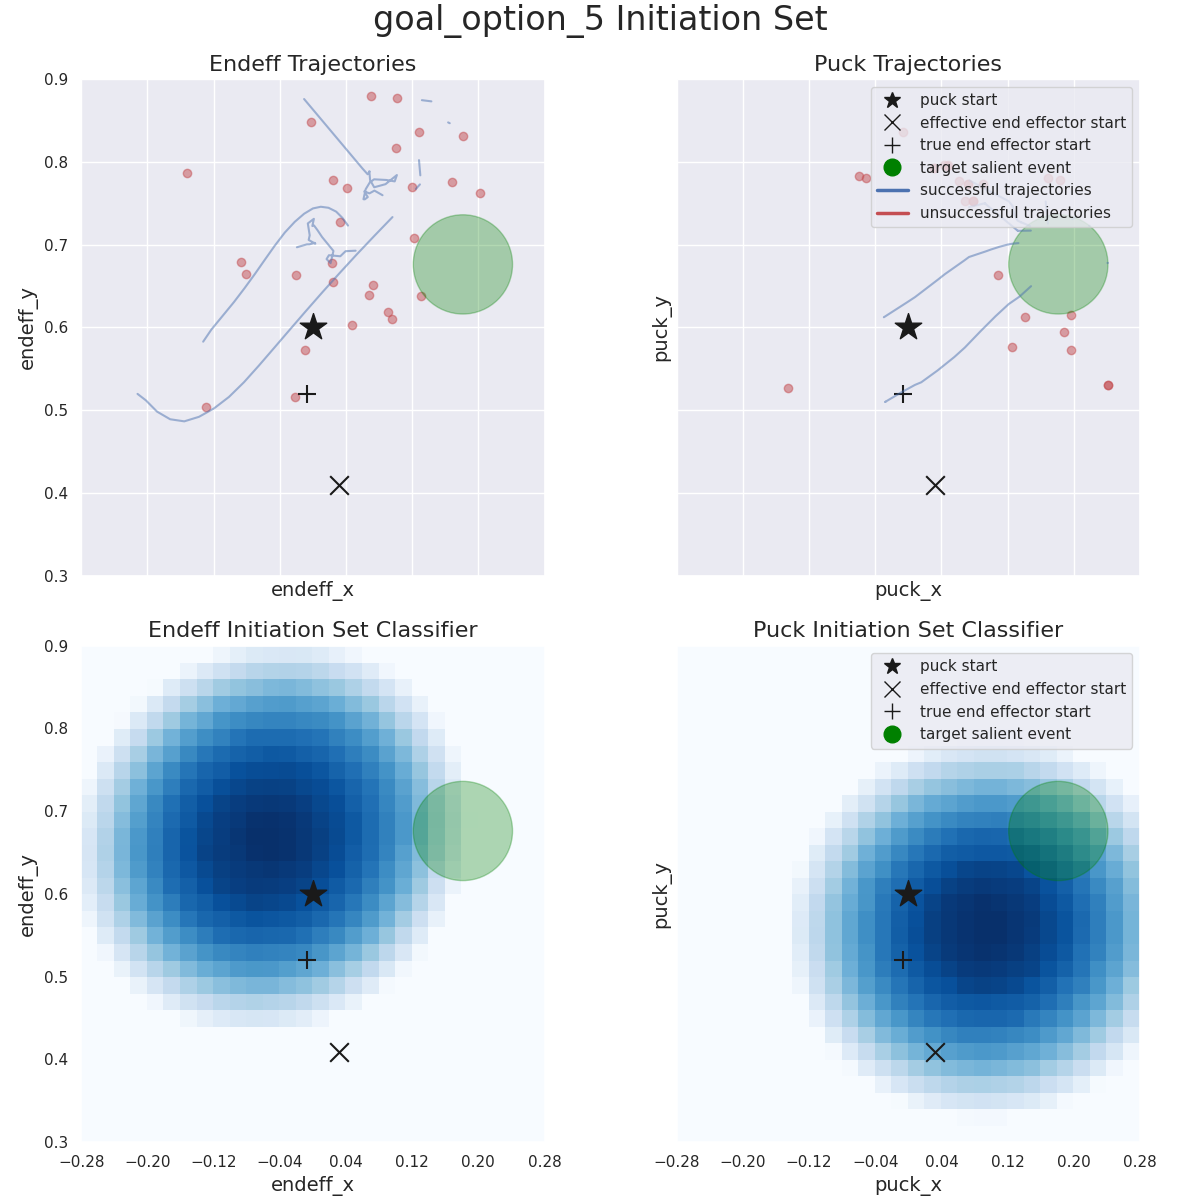 goal_option_5 Initiation Set
Endeff Trajectories
0.9
0.8
0.7
0.6
0.5
0.4
0.3
endeff_y
endeff_x
Puck Trajectories
puck start
effective end effector start
true end effector start
target salient event
successful trajectories
unsuccessful trajectories
puck_y
puck_x
Endeff Initiation Set Classifier
0.9
0.8
0.7
0.6
0.5
0.4
0.3
endeff_y
−0.28 −0.20 −0.12 −0.04 0.04 0.12 0.20 0.28
endeff_x
Puck Initiation Set Classifier
puck start
effective end effector start
true end effector start
target salient event
puck_y
−0.28 −0.20 −0.12 −0.04 0.04 0.12 0.20 0.28
puck_x